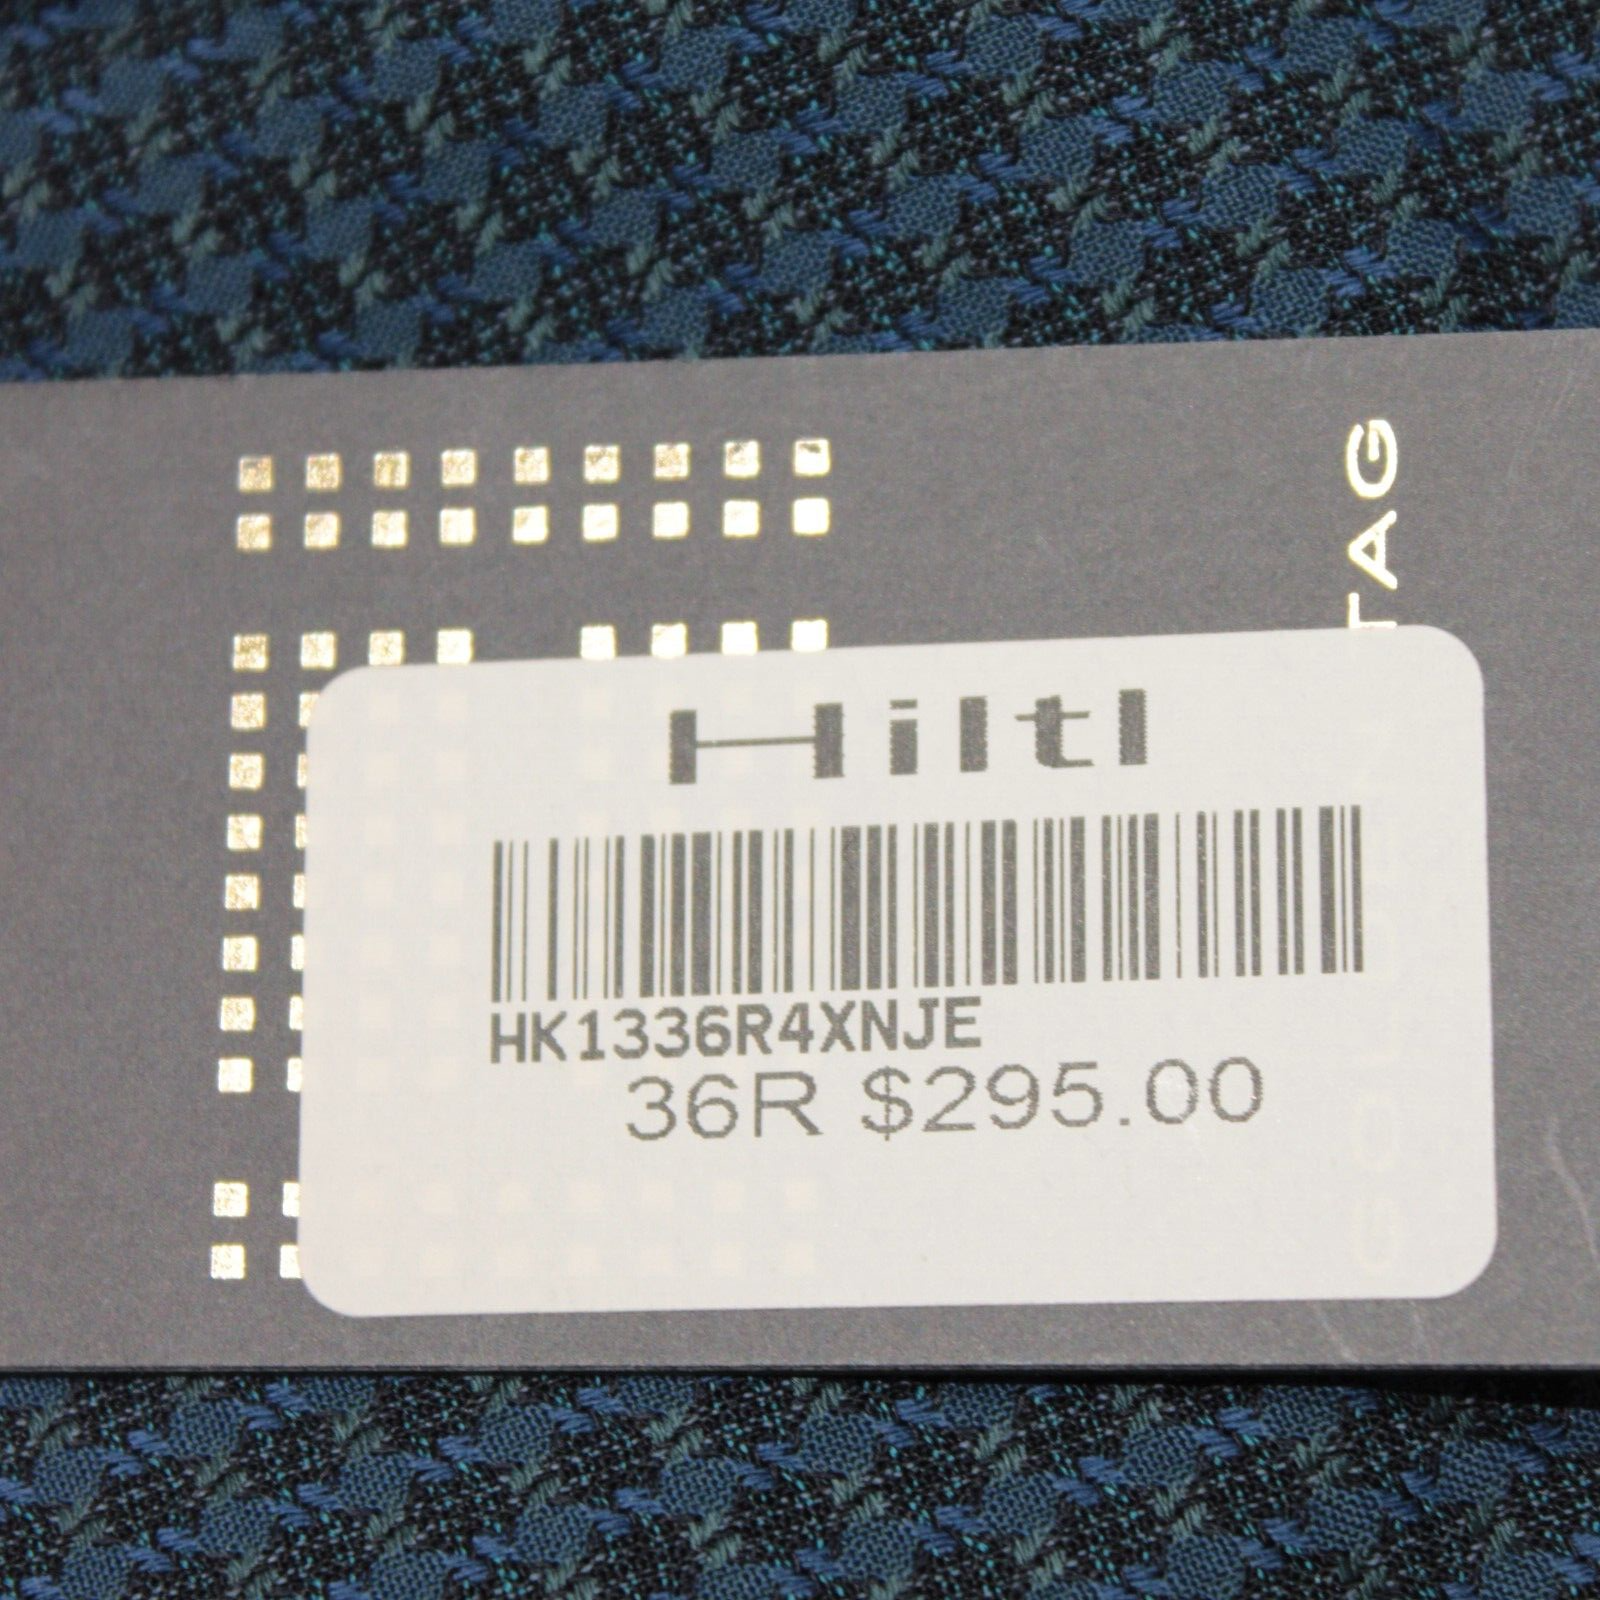 TAG
Hiltl
HK1336R4XNJE
36R $295.00